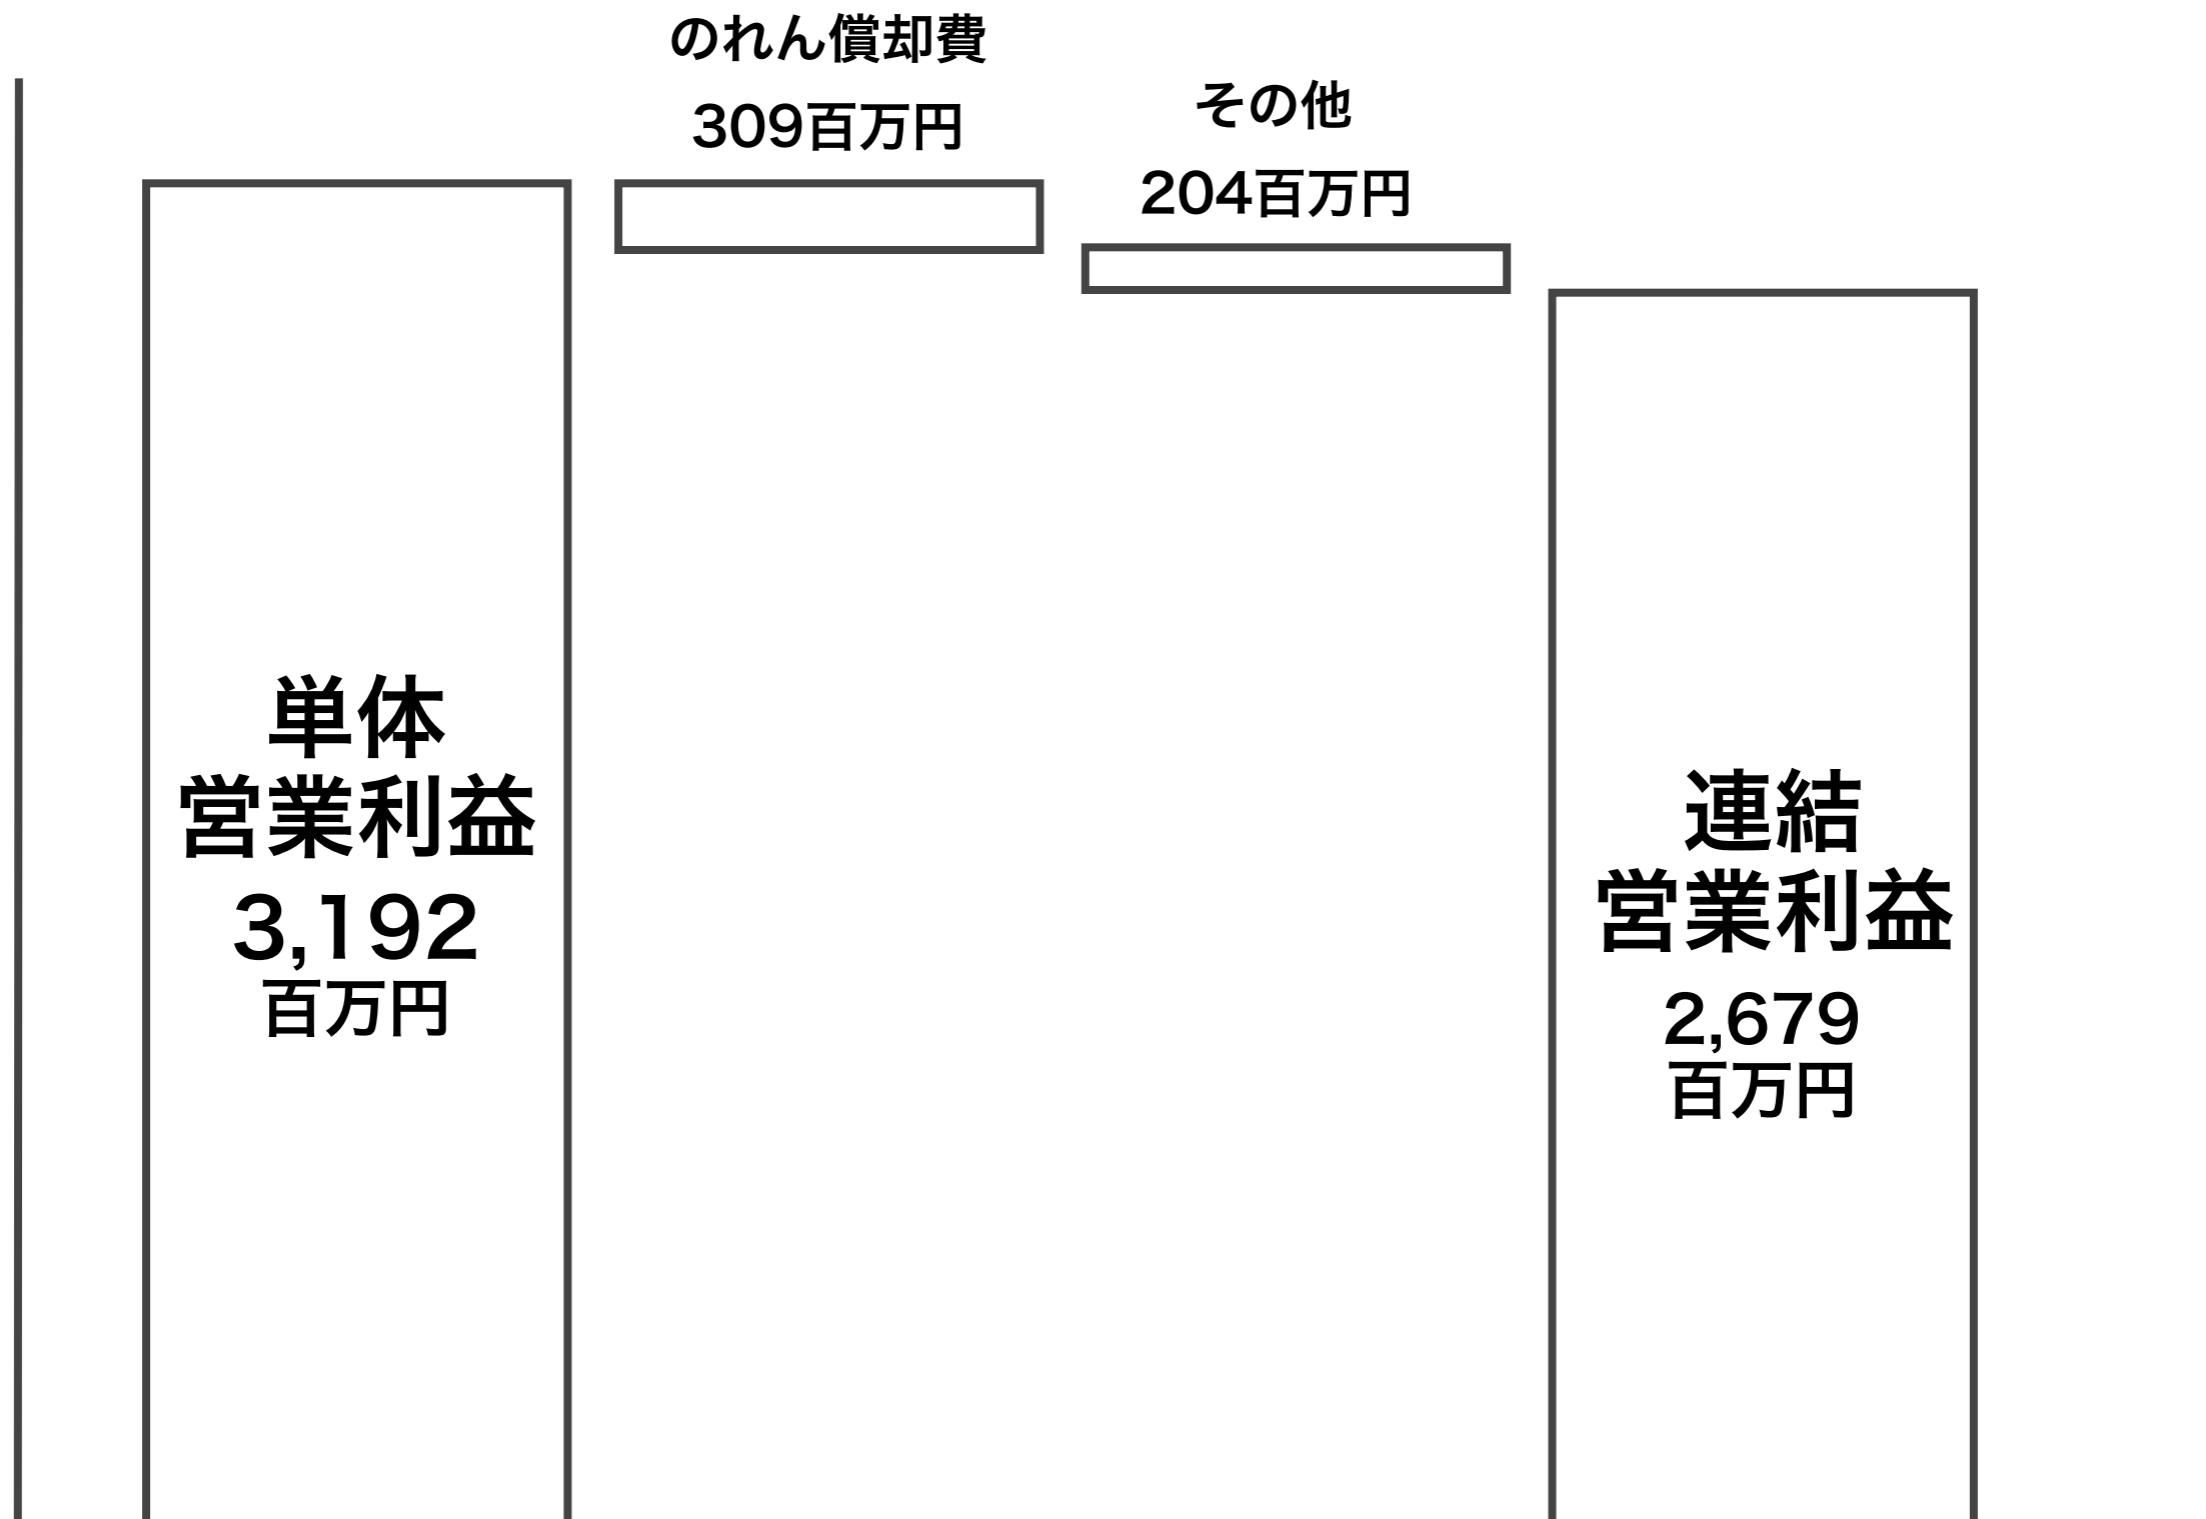 のれん償却費
309百万円
その他
204百万円
単体
営業利益
3,192
百万円
連結
営業利益
2,679
百万円